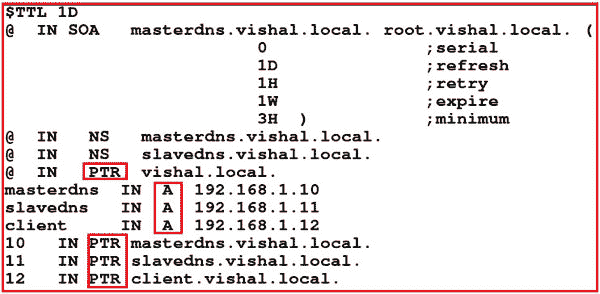 $TTL 1D
@ IN SOA masterdns.vishal.local. root.vishal.local. (
0 ;serial
1D ;refresh
1H ;retry
1W ;expire
3H ) ;minimum
@ IN NS masterdns.vishal.local.
@ IN NS slavedns.vishal.local.
@ IN PTR vishal.local.
masterdns IN A 192.168.1.10
slavedns IN A 192.168.1.11
client IN A 192.168.1.12
10 IN PTR masterdns.vishal.local.
11 IN PTR slavedns.vishal.local.
12 IN PTR client.vishal.local.